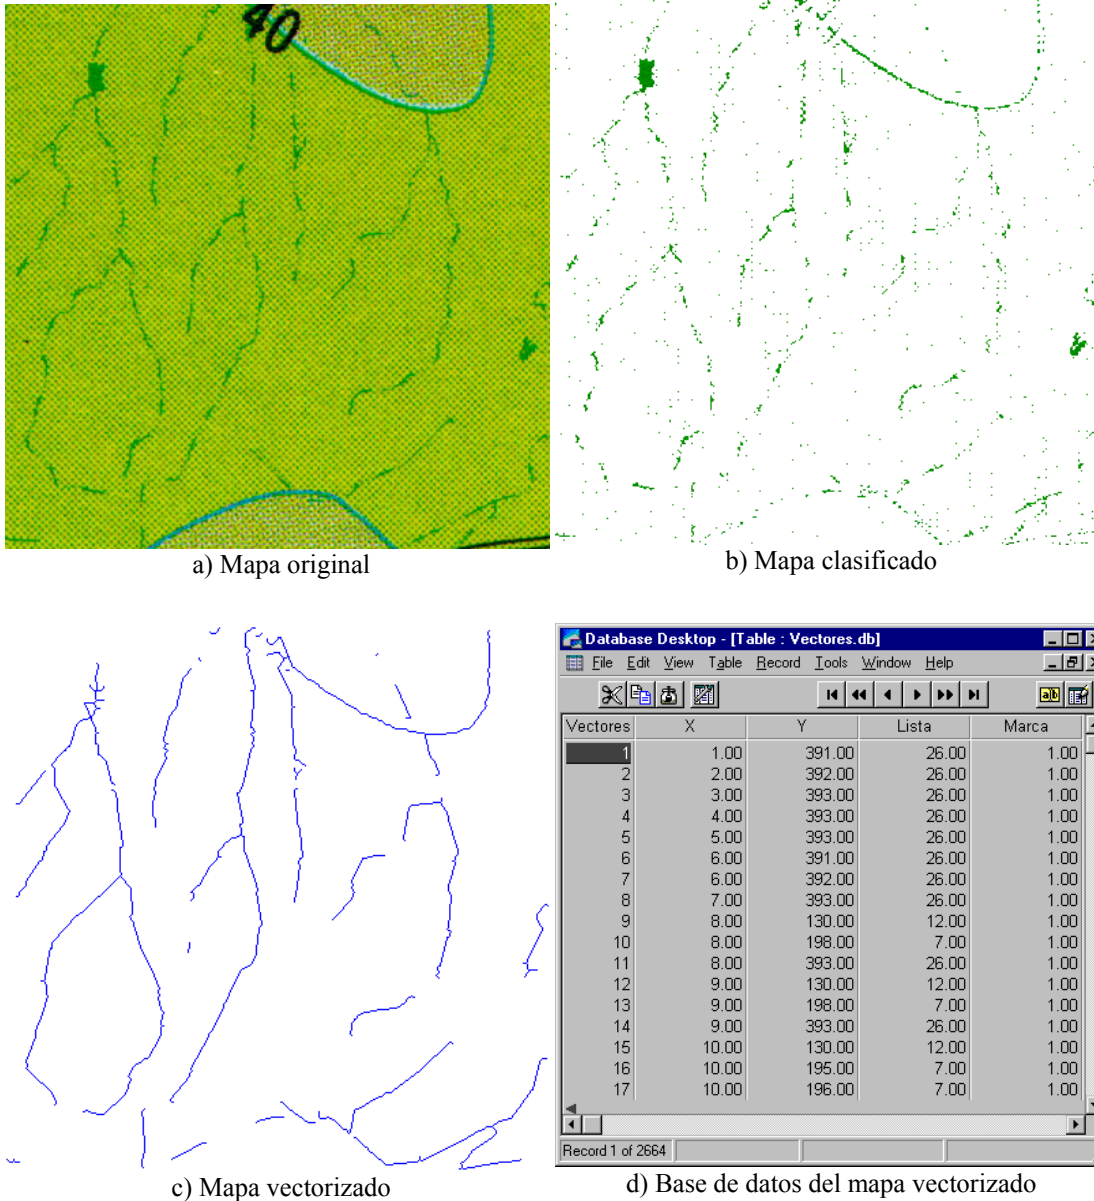 40
a) Mapa original
b) Mapa clasificado
c) Mapa vectorizado
Database Desktop - [Table : Vectores.db]
File Edit View Table Record Tools Window Help
ab
Vectores X Y Lista Marca
1 1.00 391.00 26.00 1.00
2 2.00 392.00 26.00 1.00
3 3.00 393.00 26.00 1.00
4 4.00 393.00 26.00 1.00
5 5.00 393.00 26.00 1.00
6 6.00 391.00 26.00 1.00
7 6.00 392.00 26.00 1.00
8 7.00 393.00 26.00 1.00
9 8.00 130.00 12.00 1.00
10 8.00 198.00 7.00 1.00
11 8.00 393.00 26.00 1.00
12 9.00 130.00 12.00 1.00
13 9.00 198.00 7.00 1.00
14 9.00 393.00 26.00 1.00
15 10.00 130.00 12.00 1.00
16 10.00 195.00 7.00 1.00
17 10.00 196.00 7.00 1.00
Record 1 of 2664
d) Base de datos del mapa vectorizado